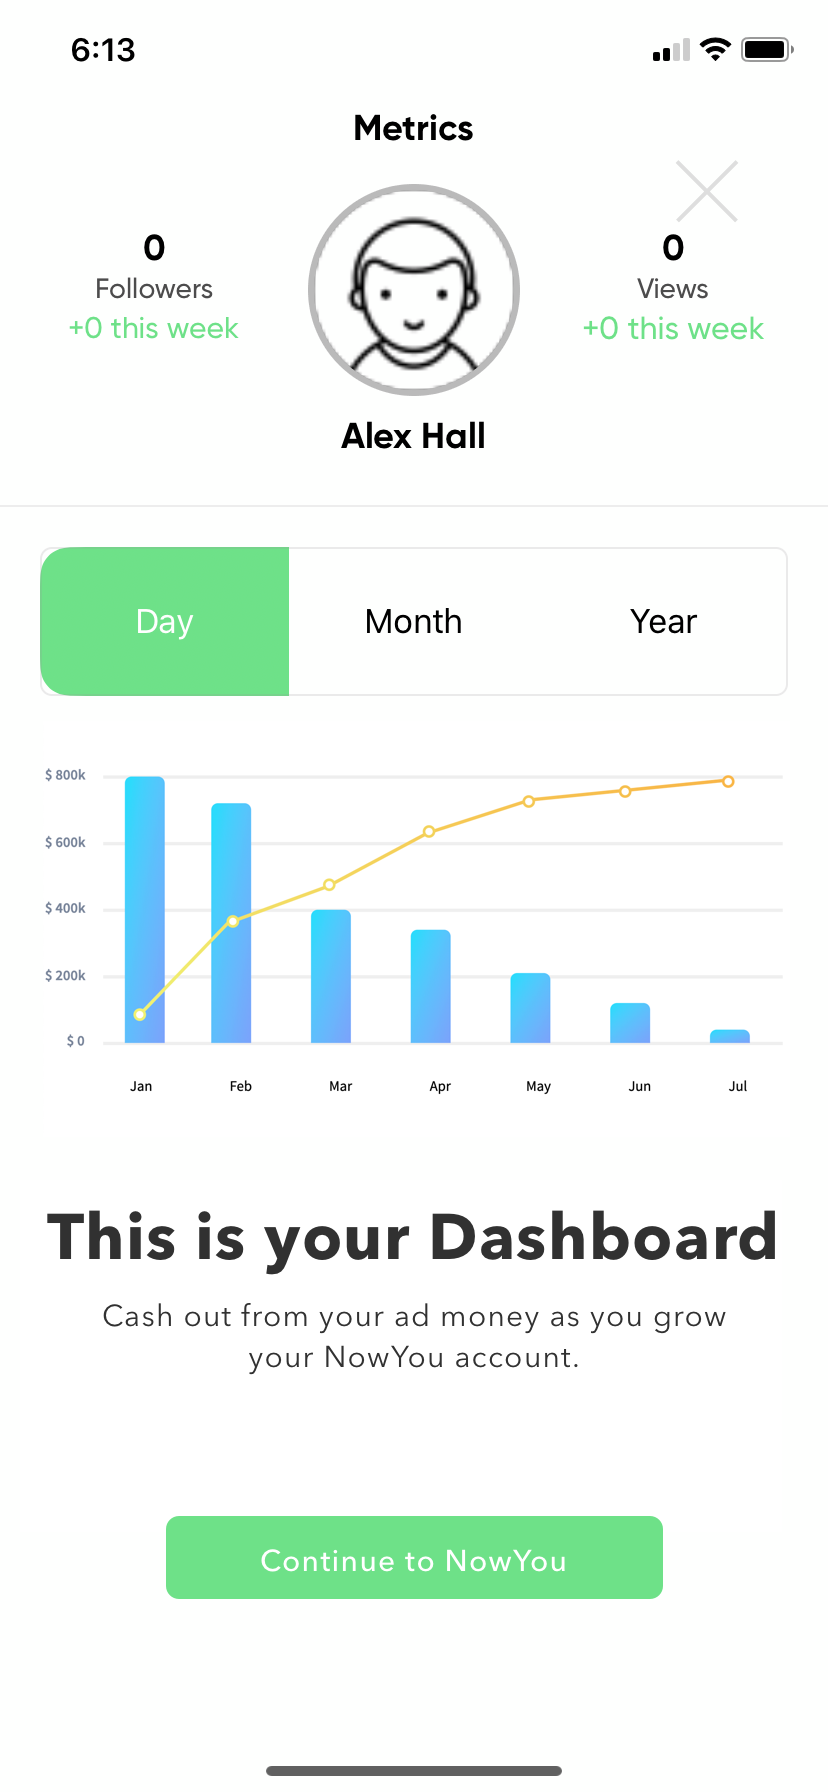 6:13
Metrics
0
Followers
+0 this week
0
Views
+0 this week
Alex Hall
Day Month Year
$ 800k
$ 600k
$ 400k
$ 200k
$ 0
Jan Feb Mar Apr May Jun Jul
This is your Dashboard
Cash out from your ad money as you grow
your NowYou account.
Continue to NowYou